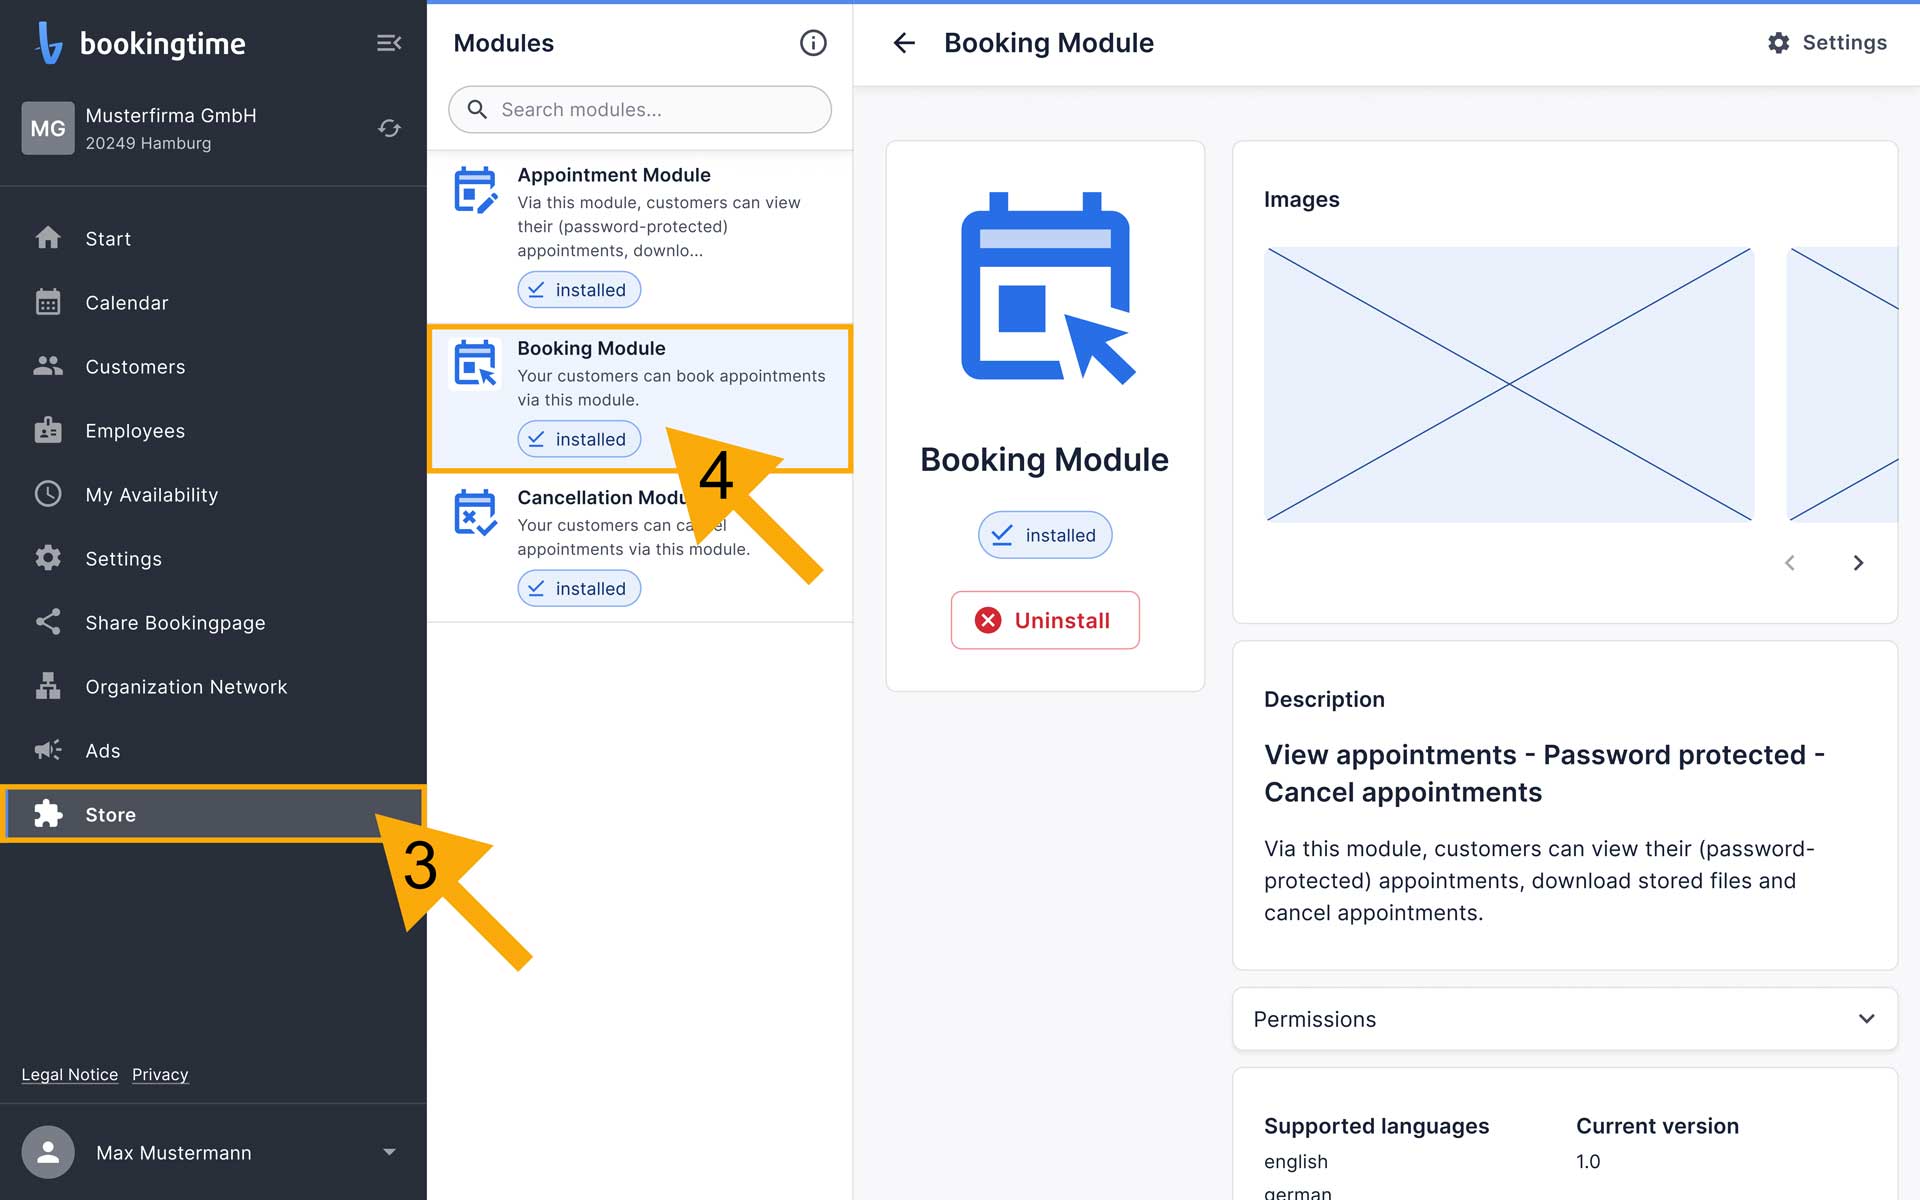 bookingtime
MG
Musterfirma GmbH
20249 Hamburg
Start
Calendar
Customers
Employees
My Availability
Settings
Share Bookingpage
Organization Network
Ads
Store
3
Legal Notice Privacy
Max Mustermann
Modules
Search modules...
Appointment Module
Via this module, customers can view
their (password-protected)
appointments, downlo...
installed
Booking Module
Your customers can book appointments
via this module.
installed
4
Cancellation Modu
Your customers can cancel
appointments via this module.
installed
Booking Module
Settings
Booking Module
installed
Uninstall
Images
Description
View appointments - Password protected -
Cancel appointments
Via this module, customers can view their (password-
protected) appointments, download stored files and
cancel appointments.
Permissions
Supported languages
english
german
Current version
1.0